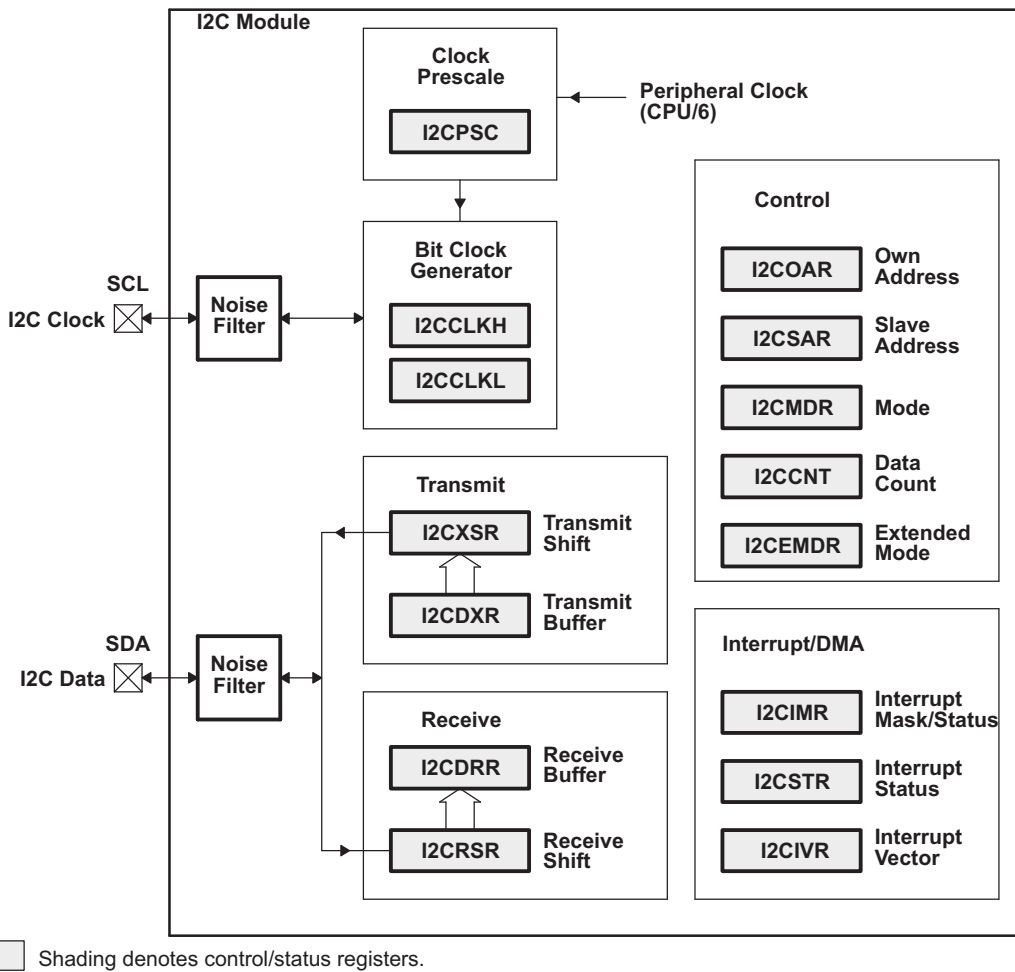 I2C Module
Clock
Prescale
I2CPSC
Peripheral Clock
(CPU/6)
Bit Clock
Generator
I2CCLKH
I2CCLKL
SCL
I2C Clock
Noise
Filter
Control
I2COAR
Own
Address
I2CSAR
Slave
Address
I2CMDR
Mode
I2CCNT
Data
Count
I2CEMDR
Extended
Mode
Transmit
I2CXSR
Transmit
Shift
I2CDXR
Transmit
Buffer
SDA
I2C Data
Noise
Filter
Receive
I2CDRR
Receive
Buffer
I2CRSR
Receive
Shift
Interrupt/DMA
I2CIMR
Interrupt
Mask/Status
I2CSTR
Interrupt
Status
I2CIVR
Interrupt
Vector
Shading denotes control/status registers.